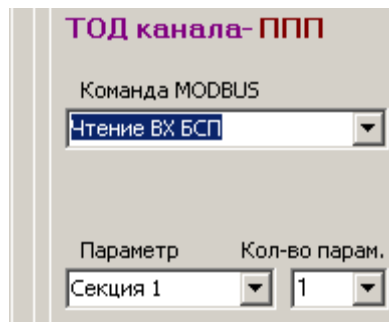 ТОД канала- ППП
Команда MODBUS
Чтение ВХ БСП
Параметр Кол-во парам.
Секция 1 1